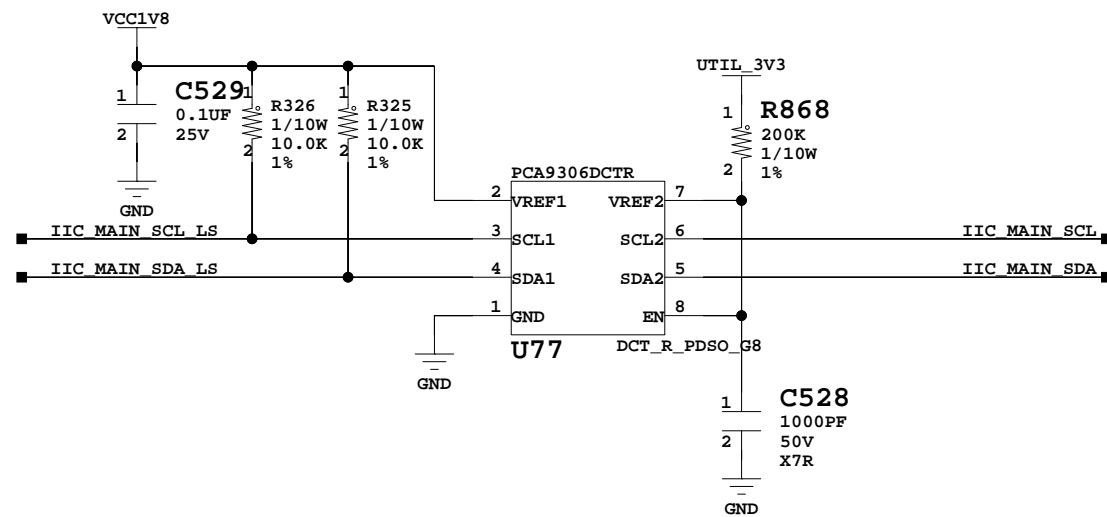 VCC1V8
1
C529
0.1UF
25V
2
GND
1
R326
1/10W
10.0K
1%
2
1
R325
1/10W
10.0K
1%
2
UTIL_3V3
1
R868
200K
1/10W
1%
2
PCA9306DCTR
2 VREF1 VREF2 7
IIC_MAIN_SCL_LS 3 SCL1 SCL2 6 IIC_MAIN_SCL
IIC_MAIN_SDA_LS 4 SDA1 SDA2 5 IIC_MAIN_SDA
1 GND EN 8
U77 DCT_R_PDSO_G8
GND
1
C528
1000PF
50V
X7R
2
GND